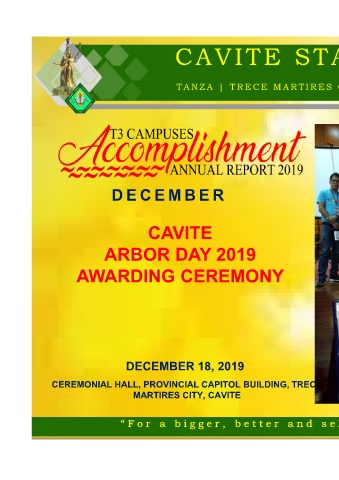 CAVITE STA
TANZA | TRECE MARTIRES
T3 CAMPUSES
Accomplishment
ANNUAL REPORT 2019
DECEMBER
CAVITE
ARBOR DAY 2019
AWARDING CEREMONY
DECEMBER 18, 2019
CEREMONIAL HALL, PROVINCIAL CAPITOL BUILDING, TREC
MARTIRES CITY, CAVITE
"For a bigger, better and se